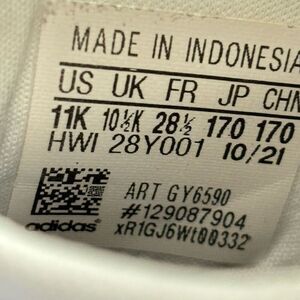 MADE IN INDONESIA
US UK FR JP CHN
11K 10½K 28½ 170 170
HWI 28Y001 10/21
ART GY6590
#129087904
adidas xR1GJ6Wt00332